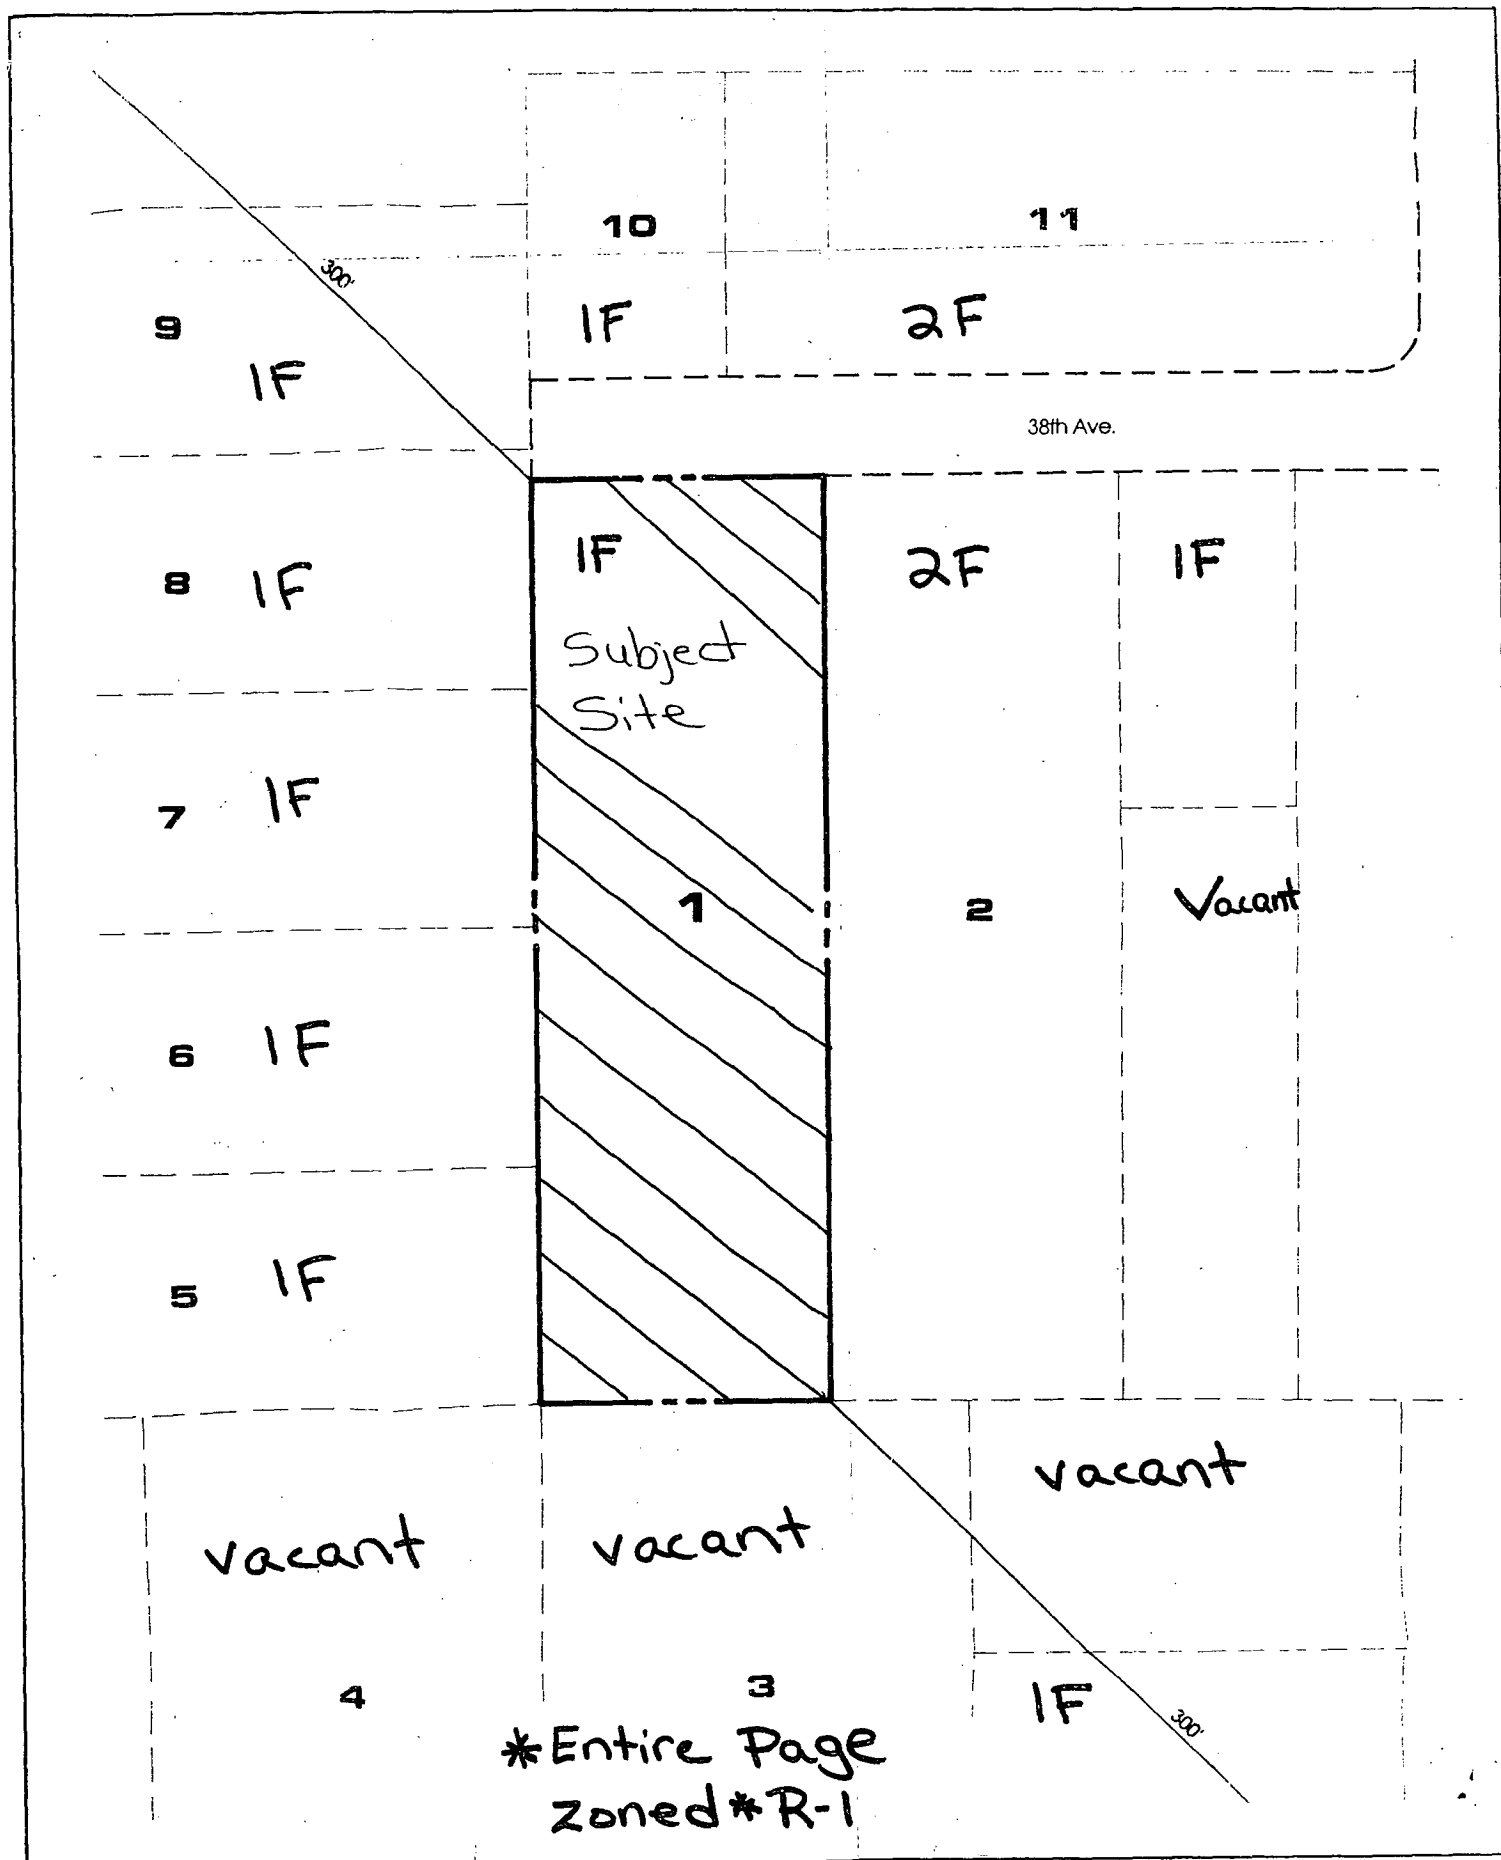 10
11
300'
9
1F
1F
2F
38th Ave.
8
1F
1F
2F
1F
Subject
Site
7
1F
1
2
Vacant
6
1F
5
1F
vacant
vacant
vacant
4
3
1F
300'
*Entire Page
zoned*R-1